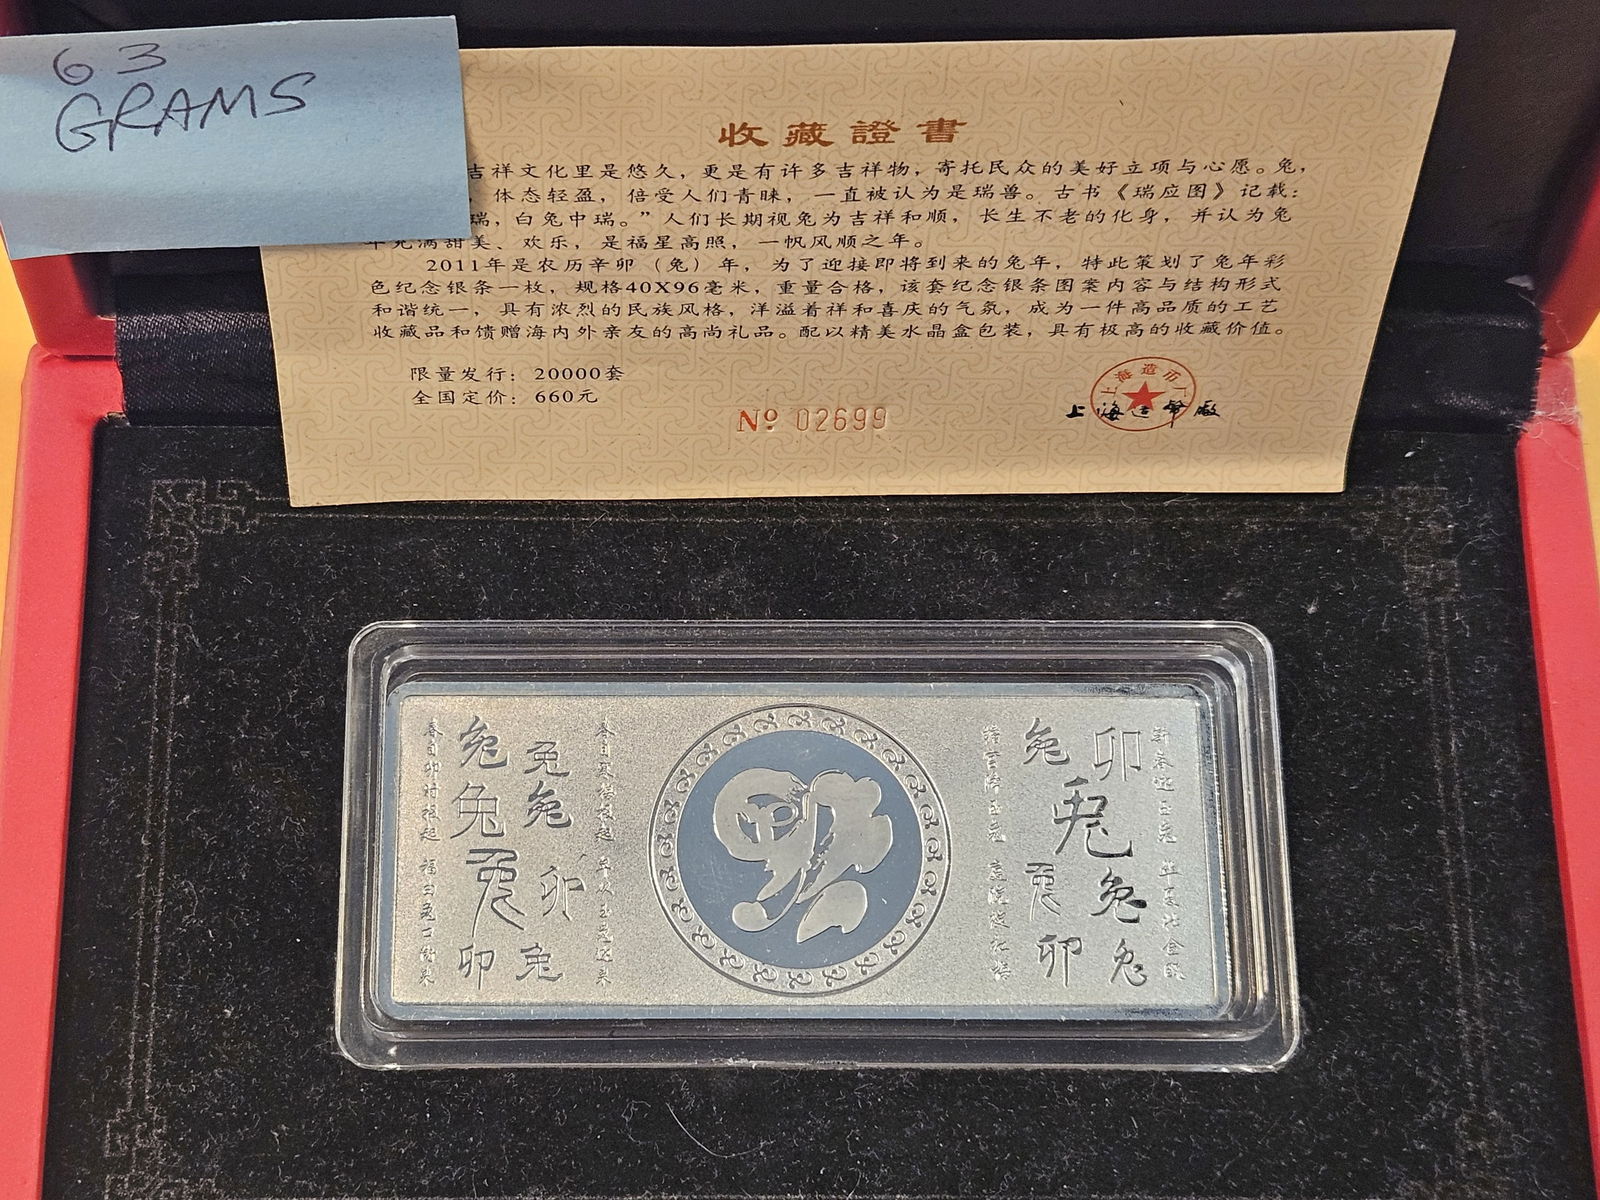 63
GRAMS
收藏證書
吉祥文化里是悠久，更是有许多吉祥物，寄托民众的美好立项与心愿。兔，
，体态轻盈，倍受人们青睐，一直被认为是瑞兽。古书《瑞应图》记载：
瑞，白兔中瑞。”人们长期视兔为吉祥和顺，长生不老的化身，并认为兔
年充满甜美、欢乐，是福星高照，一帆风顺之年。
2011年是农历辛卯（兔）年，为了迎接即将到来的兔年，特此策划了兔年彩
色纪念银条一枚，规格40X96毫米，重量合格，该套纪念银条图案内容与结构形式
和谐统一，具有浓烈的民族风格，洋溢着祥和喜庆的气氛，成为一件高品质的工艺
收藏品和馈赠海内外亲友的高尚礼品。配以精美水晶盒包装，具有极高的收藏价值。
限量发行：20000套
全国定价：660元
Nº 02699
上海造币厂
上海造幣廠
兔 兔
兔 兔
兔 卯
卯 兔
兔 卯
兔
兔 兔
卯 兔